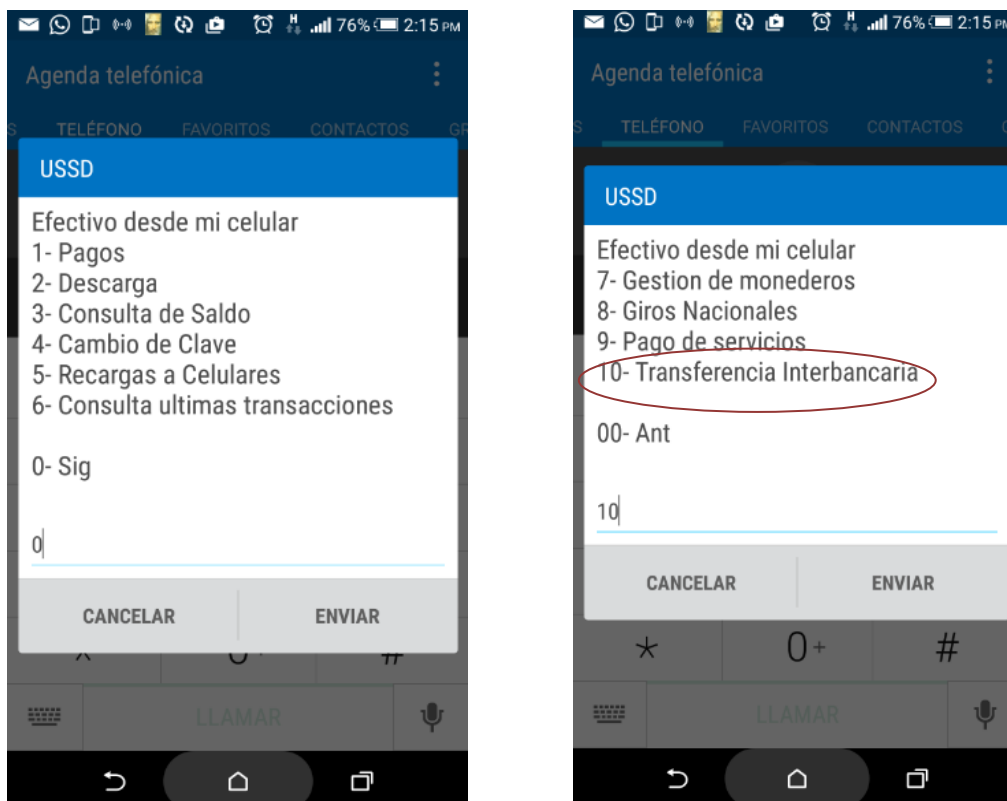 76% 2:15 PM
Agenda telefónica
S TELÉFONO FAVORITOS CONTACTOS GR
USSD
Efectivo desde mi celular
1- Pagos
2- Descarga
3- Consulta de Saldo
4- Cambio de Clave
5- Recargas a Celulares
6- Consulta ultimas transacciones
0- Sig
0
CANCELAR ENVIAR
LLAMAR
H 76% 2:15 PM
Agenda telefónica
S TELÉFONO FAVORITOS CONTACTOS
USSD
Efectivo desde mi celular
7- Gestion de monederos
8- Giros Nacionales
9- Pago de servicios
10- Transferencia Interbancaria
00- Ant
10
CANCELAR ENVIAR
* 0 + #
LLAMAR